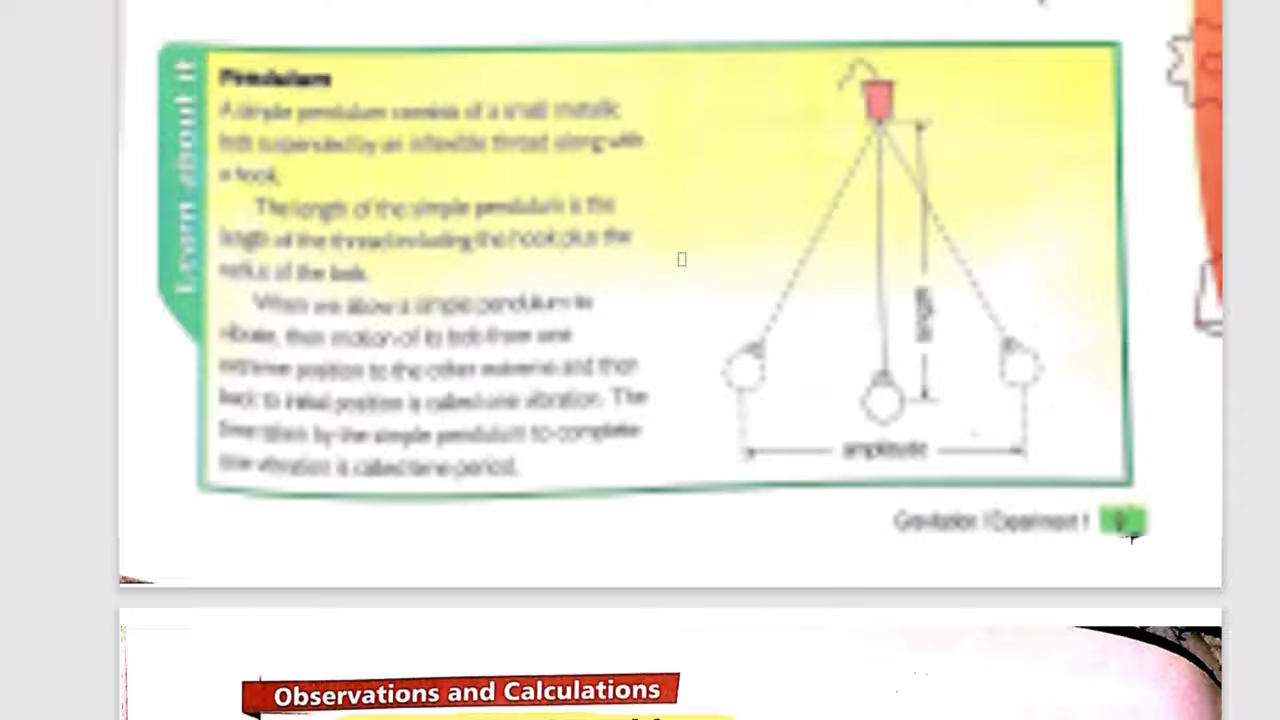 Learn about it
Pendulum
A simple pendulum consists of a small metallic
bob suspended by an inflexible thread along with
a hook.
The length of the simple pendulum is the
length of the thread including the hook plus the
radius of the bob.
When we allow a simple pendulum to
vibrate, then motion of its bob from one
extreme position to the other extreme and then
back to initial position is called one vibration. The
time taken by the simple pendulum to complete
one vibration is called time period.
length
amplitude
Gravitation / Experiment 1
Observations and Calculations